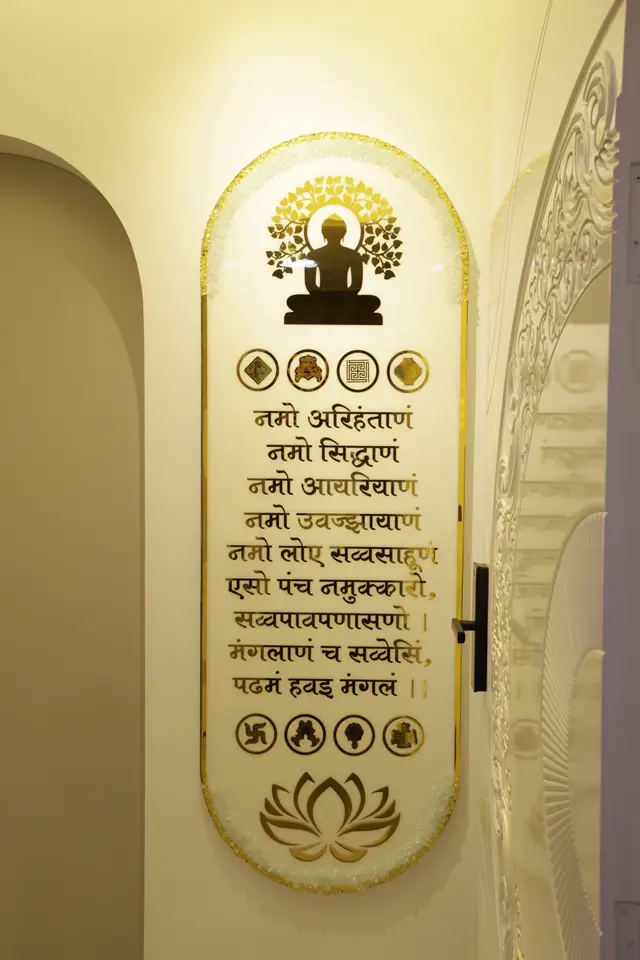 नमो अरिहंताणं
नमो सिद्धाणं
नमो आयरियाणं
नमो उवज्झायाणं
नमो लोए सव्वसाहूणं
एसो पंच नमुक्कारो,
सव्वपावपणासणो |
मंगलाणं च सव्वेसिं,
पढमं हवइ मंगलं ||